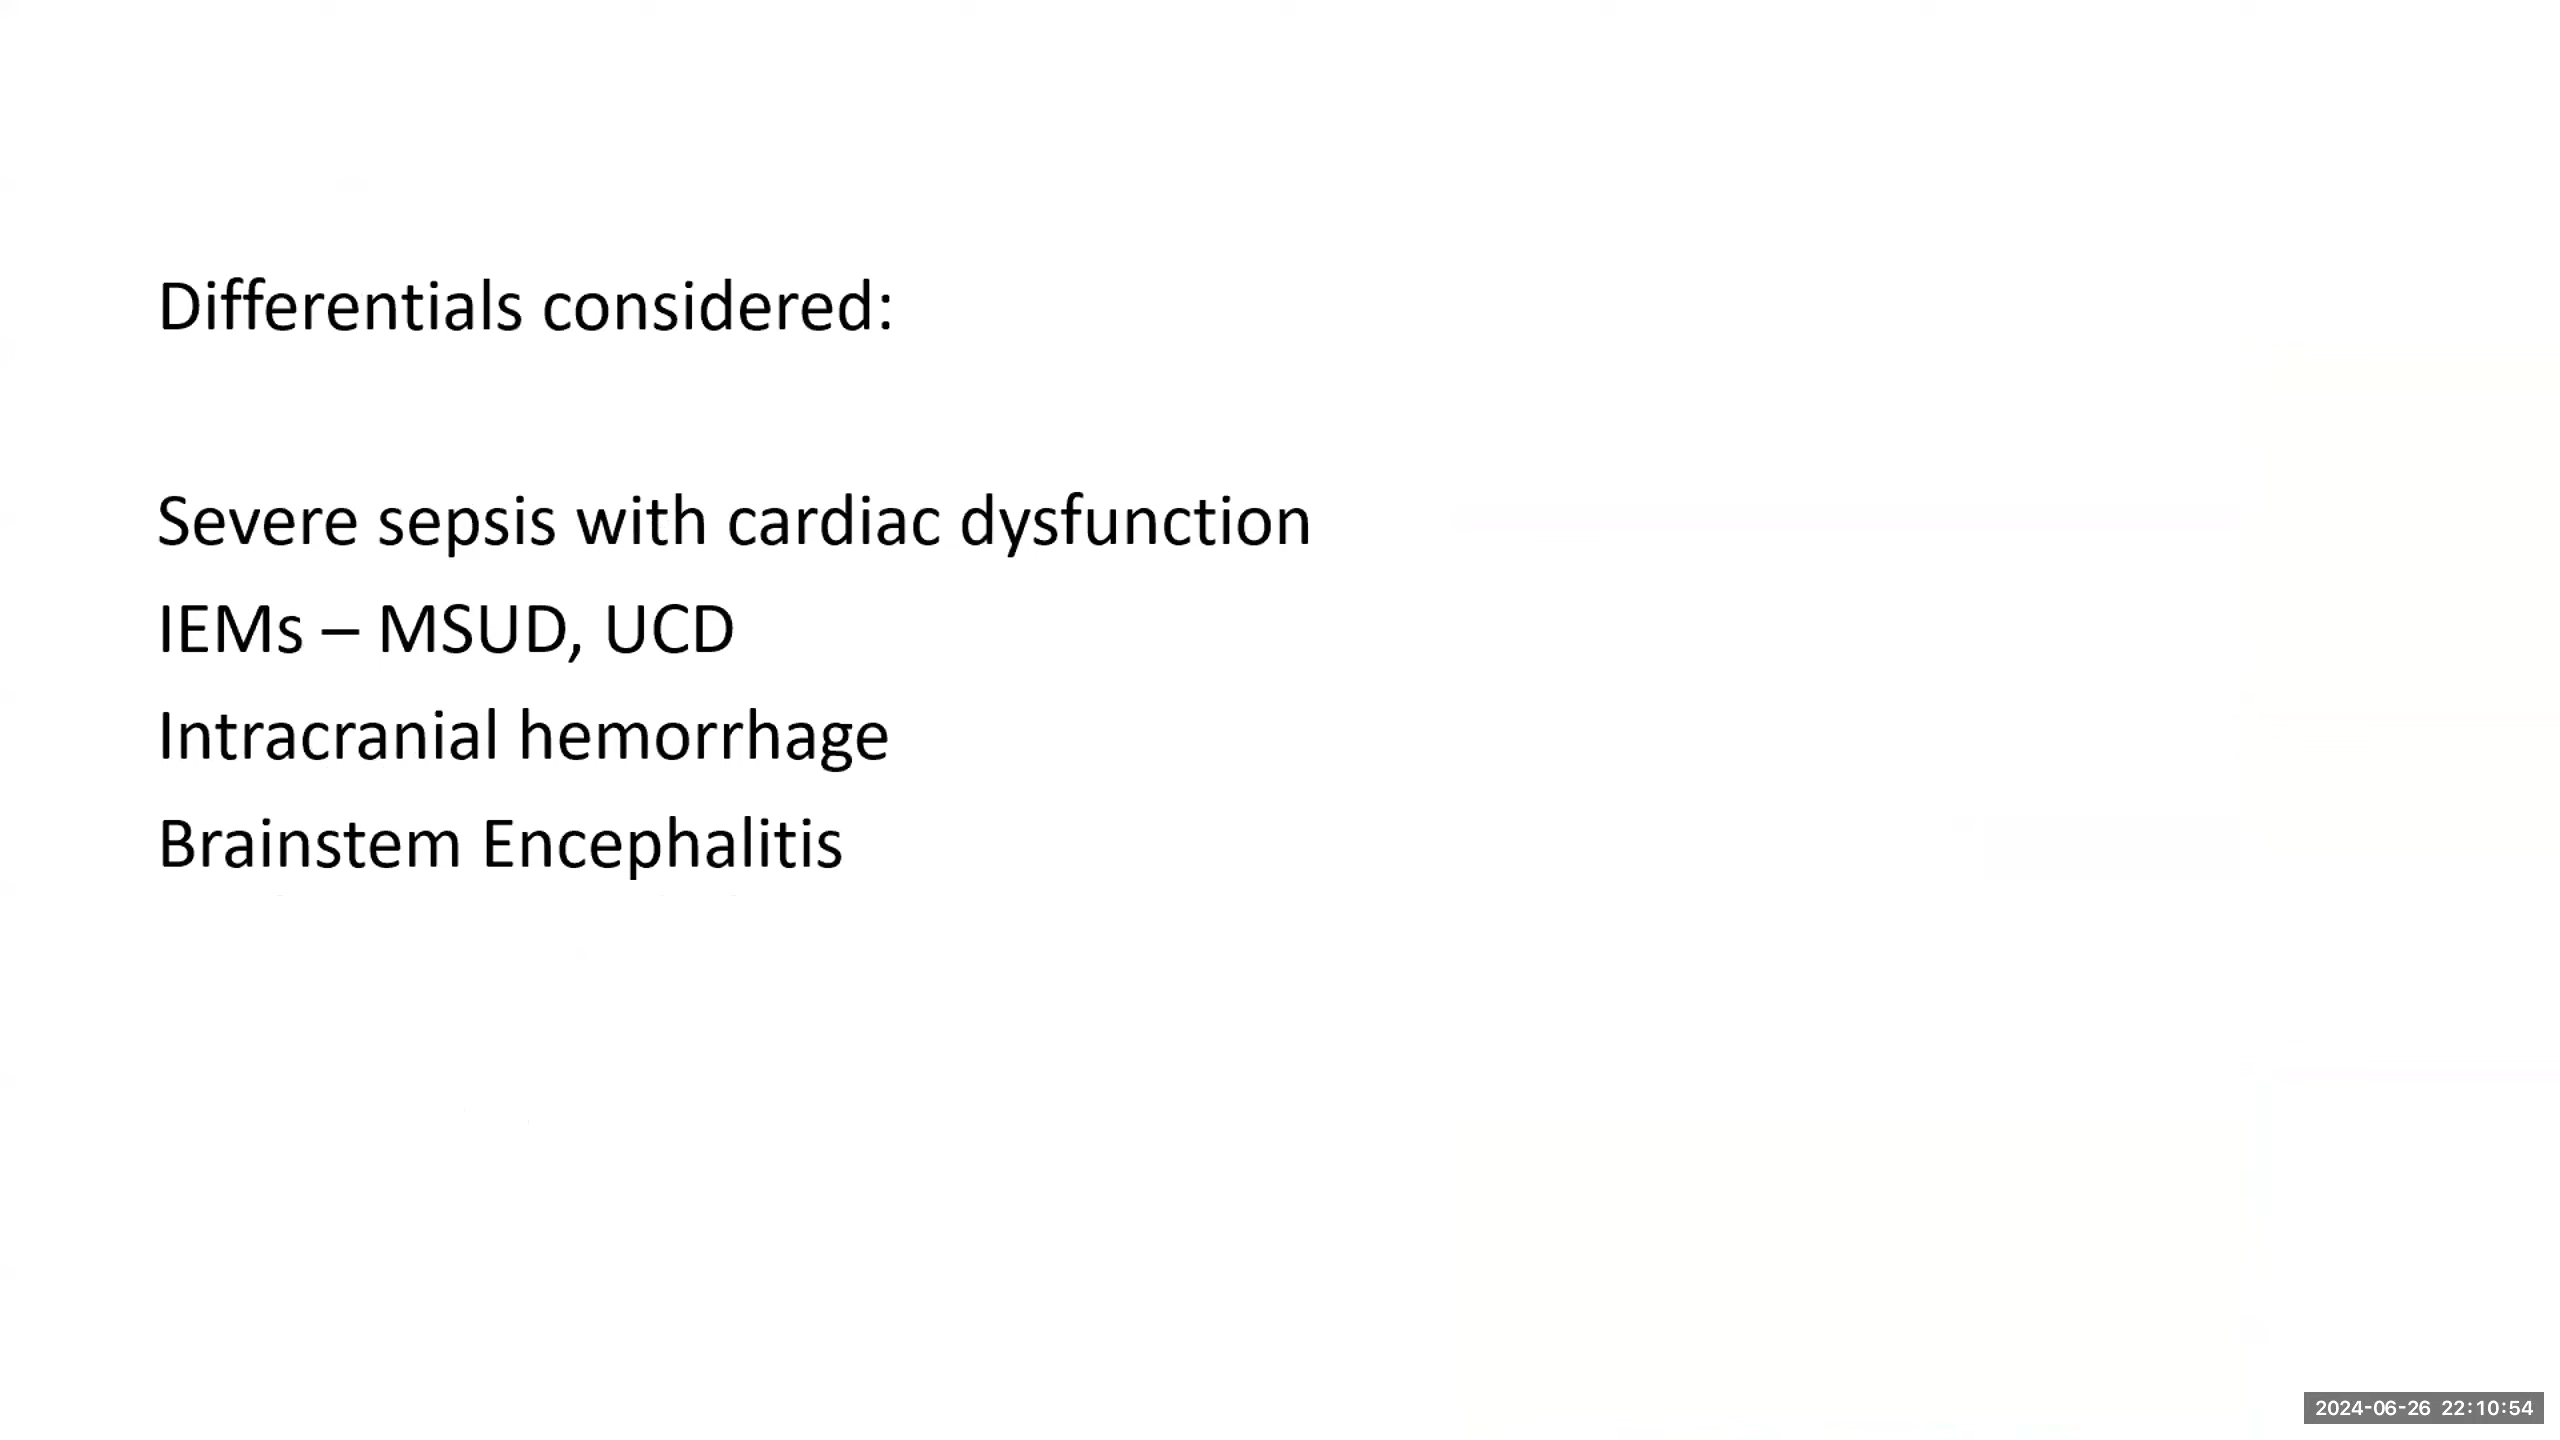 Differentials considered:
Severe sepsis with cardiac dysfunction
IEMs – MSUD, UCD
Intracranial hemorrhage
Brainstem Encephalitis
2024-06-26 22:10:54